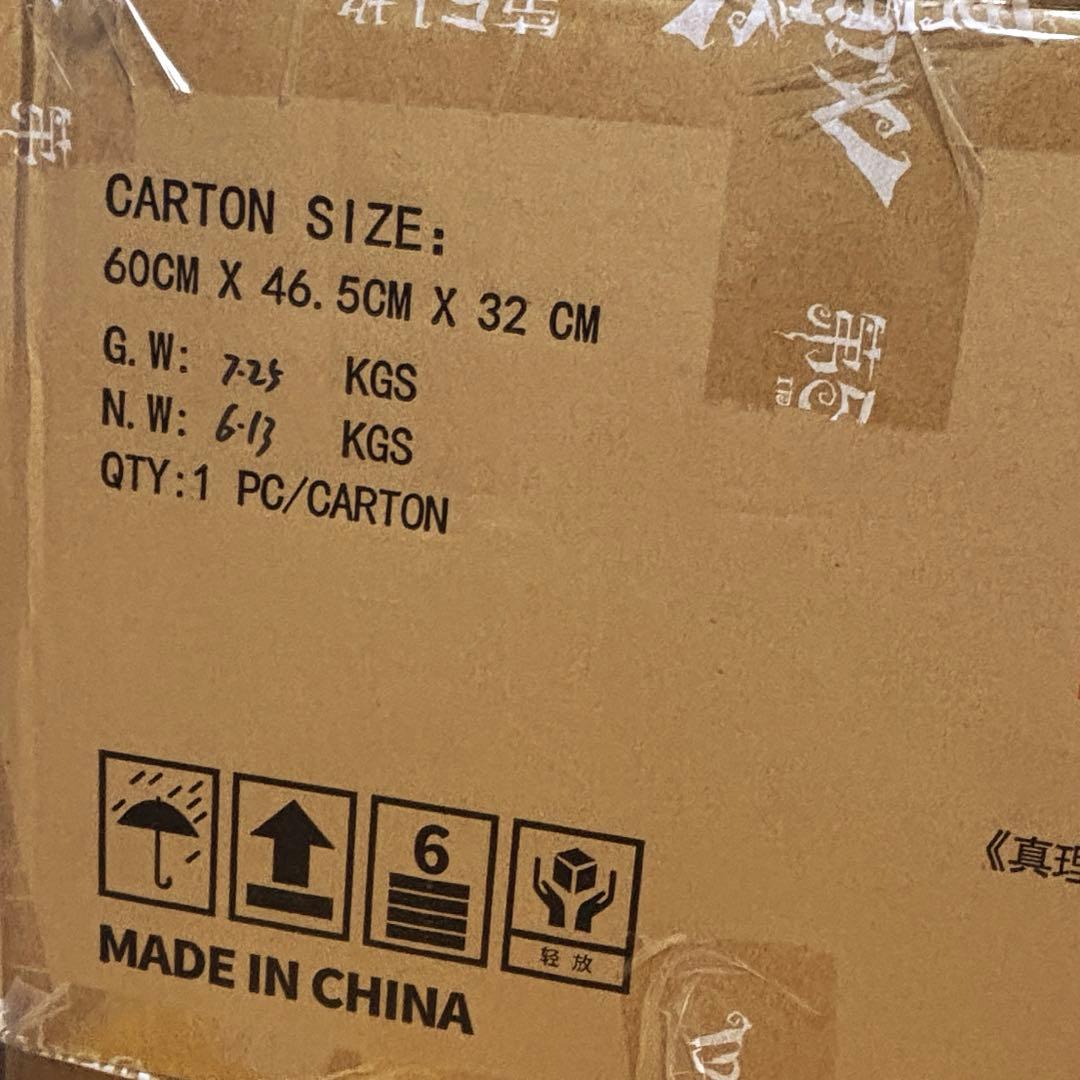 CARTON SIZE:
60CM X 46.5CM X 32 CM
G.W: 7.25 KGS
N.W: 6.13 KGS
QTY:1 PC/CARTON
6
轻放
MADE IN CHINA
《真理